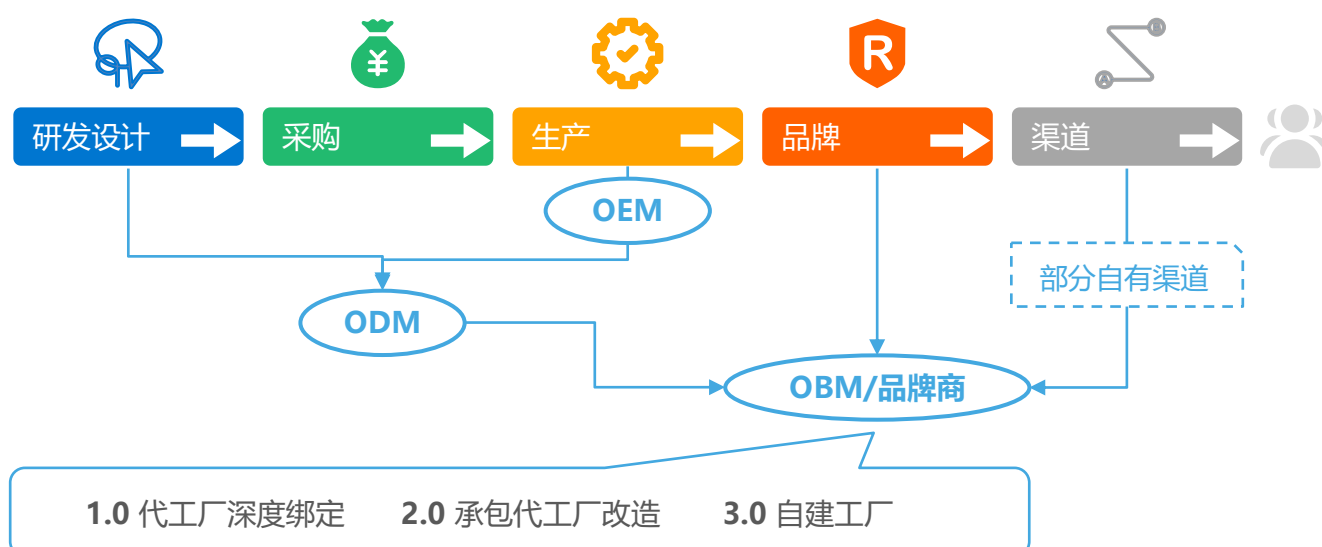 研发设计
采购
生产
R
品牌
渠道
OEM
部分自有渠道
ODM
OBM/品牌商
1.0 代工厂深度绑定 2.0 承包代工厂改造 3.0 自建工厂